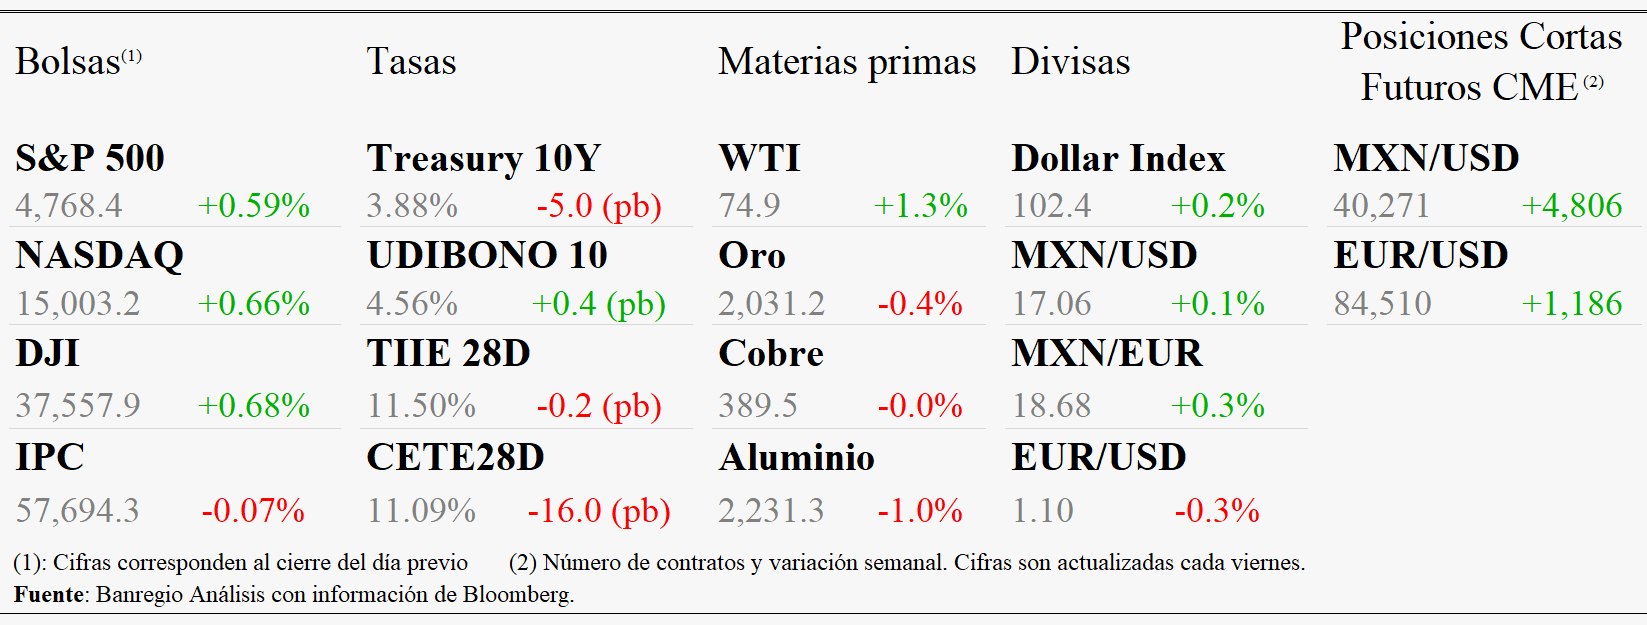 Bolsas(1) Tasas Materias primas Divisas Posiciones Cortas
Futuros CME (2)
S&P 500 Treasury 10Y WTI Dollar Index MXN/USD
4,768.4 +0.59% 3.88% -5.0 (pb) 74.9 +1.3% 102.4 +0.2% 40,271 +4,806
NASDAQ UDIBONO 10 Oro MXN/USD EUR/USD
15,003.2 +0.66% 4.56% +0.4 (pb) 2,031.2 -0.4% 17.06 +0.1% 84,510 +1,186
DJI TIIE 28D Cobre MXN/EUR
37,557.9 +0.68% 11.50% -0.2 (pb) 389.5 -0.0% 18.68 +0.3%
IPC CETE28D Aluminio EUR/USD
57,694.3 -0.07% 11.09% -16.0 (pb) 2,231.3 -1.0% 1.10 -0.3%
(1): Cifras corresponden al cierre del día previo (2) Número de contratos y variación semanal. Cifras son actualizadas cada viernes.
Fuente: Banregio Análisis con información de Bloomberg.